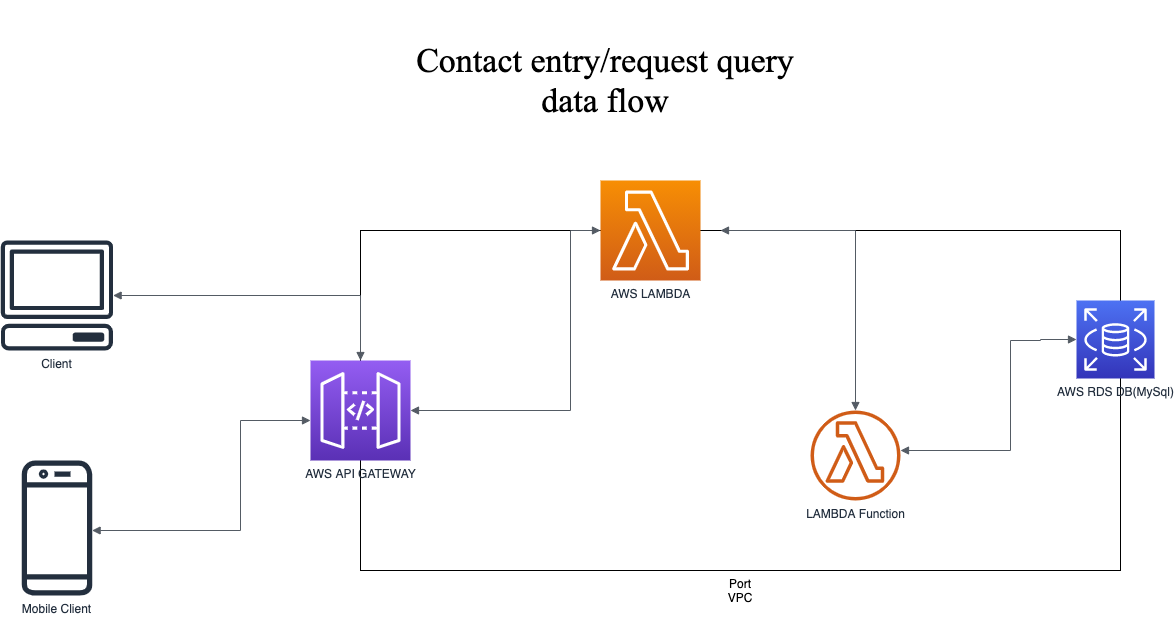 Contact entry/request query
data flow
AWS LAMBDA
Client
</>
AWS API GATEWAY
AWS RDS DB(MySql)
LAMBDA Function
Port
VPC
Mobile Client